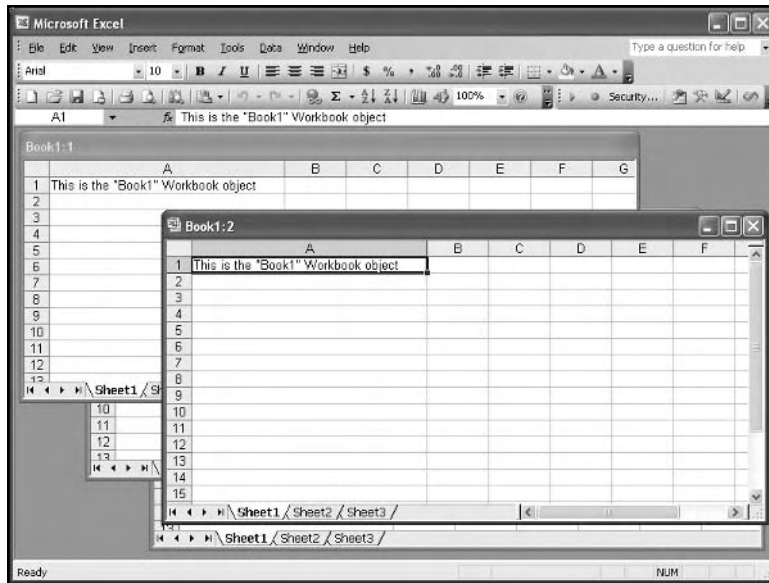 Microsoft Excel
File Edit View Insert Format Tools Data Window Help Type a question for help
Arial 10 B I U $ % ,
Σ 100% Security...
A1 fx This is the "Book1" Workbook object
Book1:1
A B C D E F G
1 This is the "Book1" Workbook object
2
3
4
5
6
7
8
9
10
11
12
13
Sheet1
Book1:2
A B C D E F
1 This is the "Book1" Workbook object
2
3
4
5
6
7
8
9
10
11
12
13
14
15
Sheet1 Sheet2 Sheet3
10
11
12
13
13
Sheet1 Sheet2 Sheet3
Ready NUM